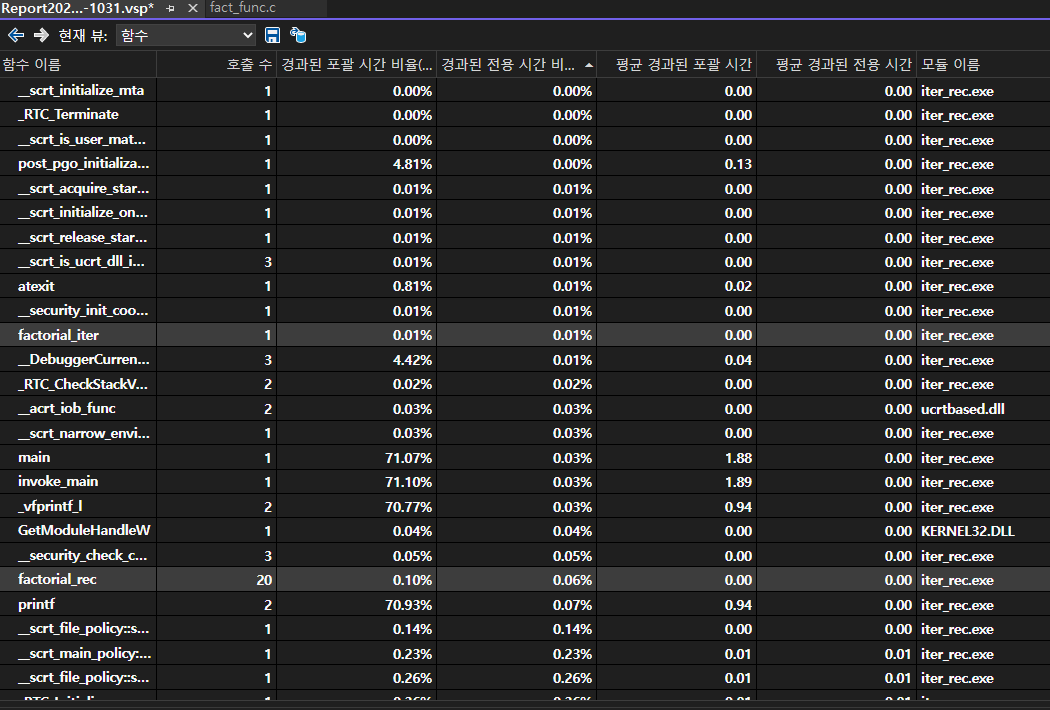 Report202...-1031.vsp* fact_func.c
현재 뷰: 함수
함수 이름 호출 수 경과된 포괄 시간 비율(... 경과된 전용 시간 비... 평균 경과된 포괄 시간 평균 경과된 전용 시간 모듈 이름
__scrt_initialize_mta 1 0.00% 0.00% 0.00 0.00 iter_rec.exe
_RTC_Terminate 1 0.00% 0.00% 0.00 0.00 iter_rec.exe
__scrt_is_user_mat... 1 0.00% 0.00% 0.00 0.00 iter_rec.exe
post_pgo_initializa... 1 4.81% 0.00% 0.13 0.00 iter_rec.exe
__scrt_acquire_star... 1 0.01% 0.01% 0.00 0.00 iter_rec.exe
__scrt_initialize_on... 1 0.01% 0.01% 0.00 0.00 iter_rec.exe
__scrt_release_star... 1 0.01% 0.01% 0.00 0.00 iter_rec.exe
__scrt_is_ucrt_dll_i... 3 0.01% 0.01% 0.00 0.00 iter_rec.exe
atexit 1 0.81% 0.01% 0.02 0.00 iter_rec.exe
__security_init_coo... 1 0.01% 0.01% 0.00 0.00 iter_rec.exe
factorial_iter 1 0.01% 0.01% 0.00 0.00 iter_rec.exe
__DebuggerCurren... 3 4.42% 0.01% 0.04 0.00 iter_rec.exe
_RTC_CheckStackV... 2 0.02% 0.02% 0.00 0.00 iter_rec.exe
__acrt_iob_func 2 0.03% 0.03% 0.00 0.00 ucrtbased.dll
__scrt_narrow_envi... 1 0.03% 0.03% 0.00 0.00 iter_rec.exe
main 1 71.07% 0.03% 1.88 0.00 iter_rec.exe
invoke_main 1 71.10% 0.03% 1.89 0.00 iter_rec.exe
_vfprintf_l 2 70.77% 0.03% 0.94 0.00 iter_rec.exe
GetModuleHandleW 1 0.04% 0.04% 0.00 0.00 KERNEL32.DLL
__security_check_c... 3 0.05% 0.05% 0.00 0.00 iter_rec.exe
factorial_rec 20 0.10% 0.06% 0.00 0.00 iter_rec.exe
printf 2 70.93% 0.07% 0.94 0.00 iter_rec.exe
__scrt_file_policy::s... 1 0.14% 0.14% 0.00 0.00 iter_rec.exe
__scrt_main_policy:... 1 0.23% 0.23% 0.01 0.01 iter_rec.exe
__scrt_file_policy::s... 1 0.26% 0.26% 0.01 0.01 iter_rec.exe